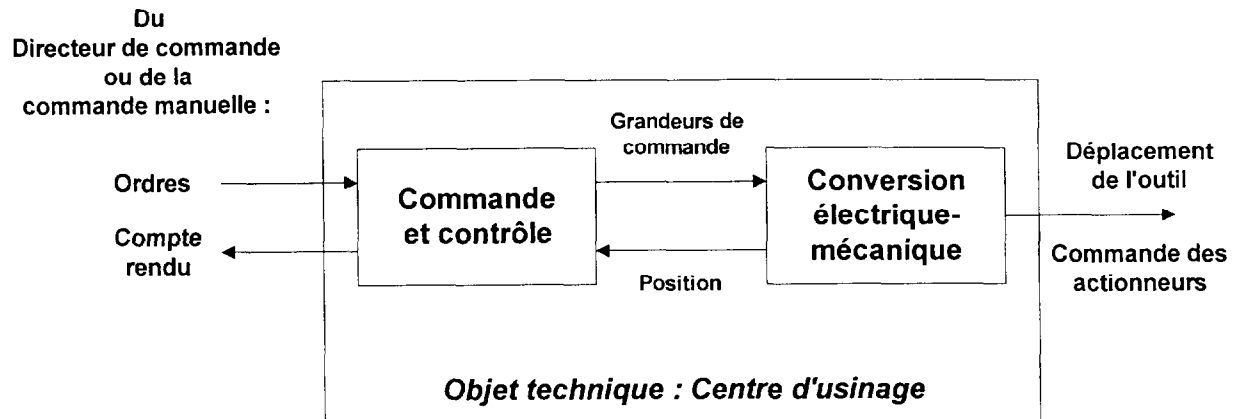 Du
Directeur de commande
ou de la
commande manuelle :
Grandeurs de
commande
Ordres
Commande
et contrôle
Conversion
électrique-
mécanique
Déplacement
de l'outil
Compte
rendu
Position
Commande des
actionneurs
Objet technique : Centre d'usinage